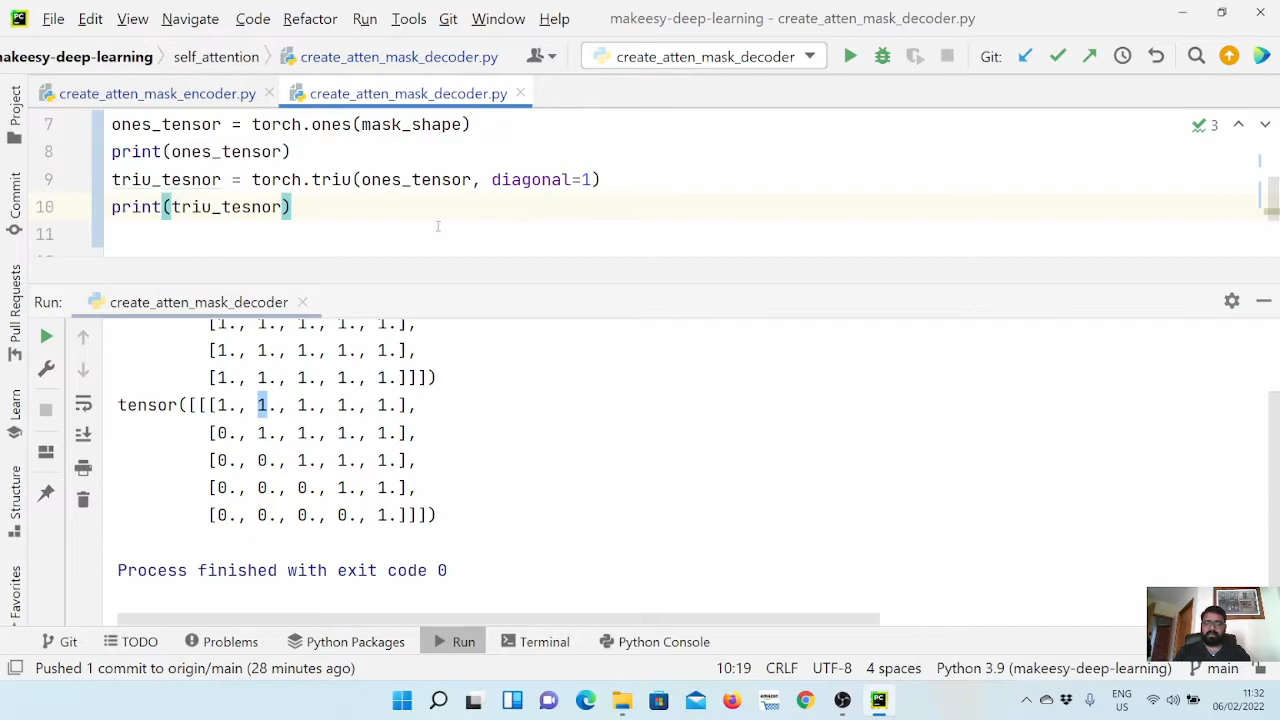 File Edit View Navigate Code Refactor Run Tools Git Window Help makeesy-deep-learning - create_atten_mask_decoder.py
makeesy-deep-learning self_attention create_atten_mask_decoder.py create_atten_mask_decoder Git:
create_atten_mask_encoder.py create_atten_mask_decoder.py
Project
Commit
Pull Requests
Learn
Structure
Favorites
7 ones_tensor = torch.ones(mask_shape) 3
8 print(ones_tensor)
9 triu_tesnor = torch.triu(ones_tensor, diagonal=1)
10 print(triu_tesnor)
11
Run: create_atten_mask_decoder
[1., 1., 1., 1., 1.],
[1., 1., 1., 1., 1.],
[1., 1., 1., 1., 1.]]]])
tensor([[[1., 1., 1., 1., 1.],
[0., 1., 1., 1., 1.],
[0., 0., 1., 1., 1.],
[0., 0., 0., 1., 1.],
[0., 0., 0., 0., 1.]]]])
Process finished with exit code 0
Git TODO Problems Python Packages Run Terminal Python Console
Pushed 1 commit to origin/main (28 minutes ago) 10:19 CRLF UTF-8 4 spaces Python 3.9 (makeesy-deep-learning) main
ENG 11:32
US 06/02/2022